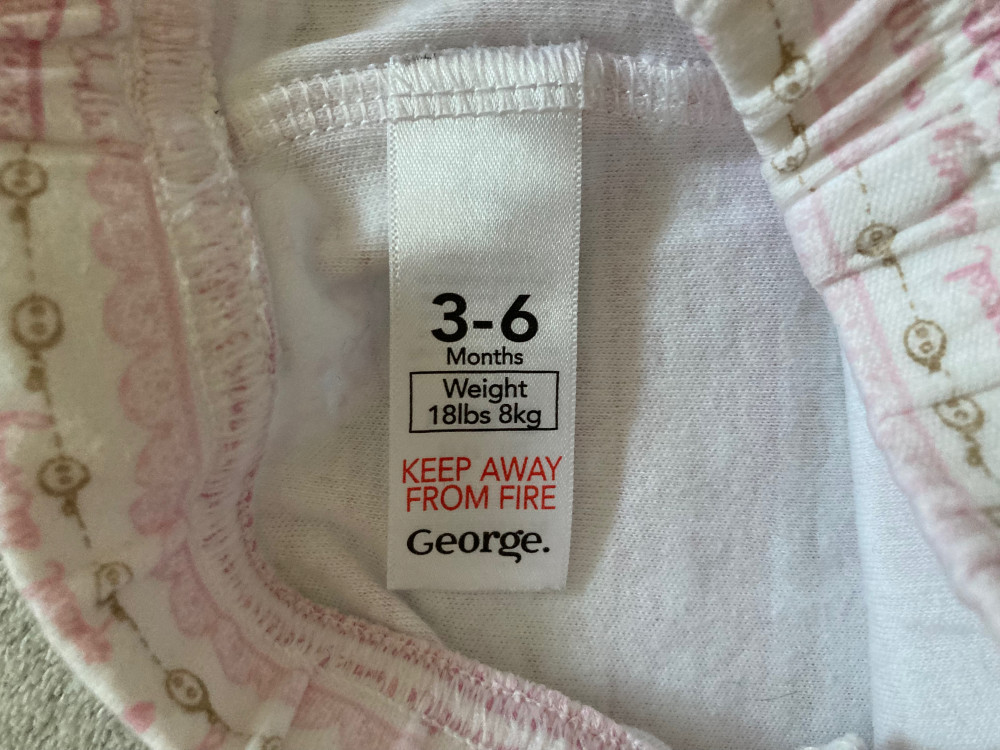 3-6
Months
Weight
18lbs 8kg
KEEP AWAY
FROM FIRE
George.